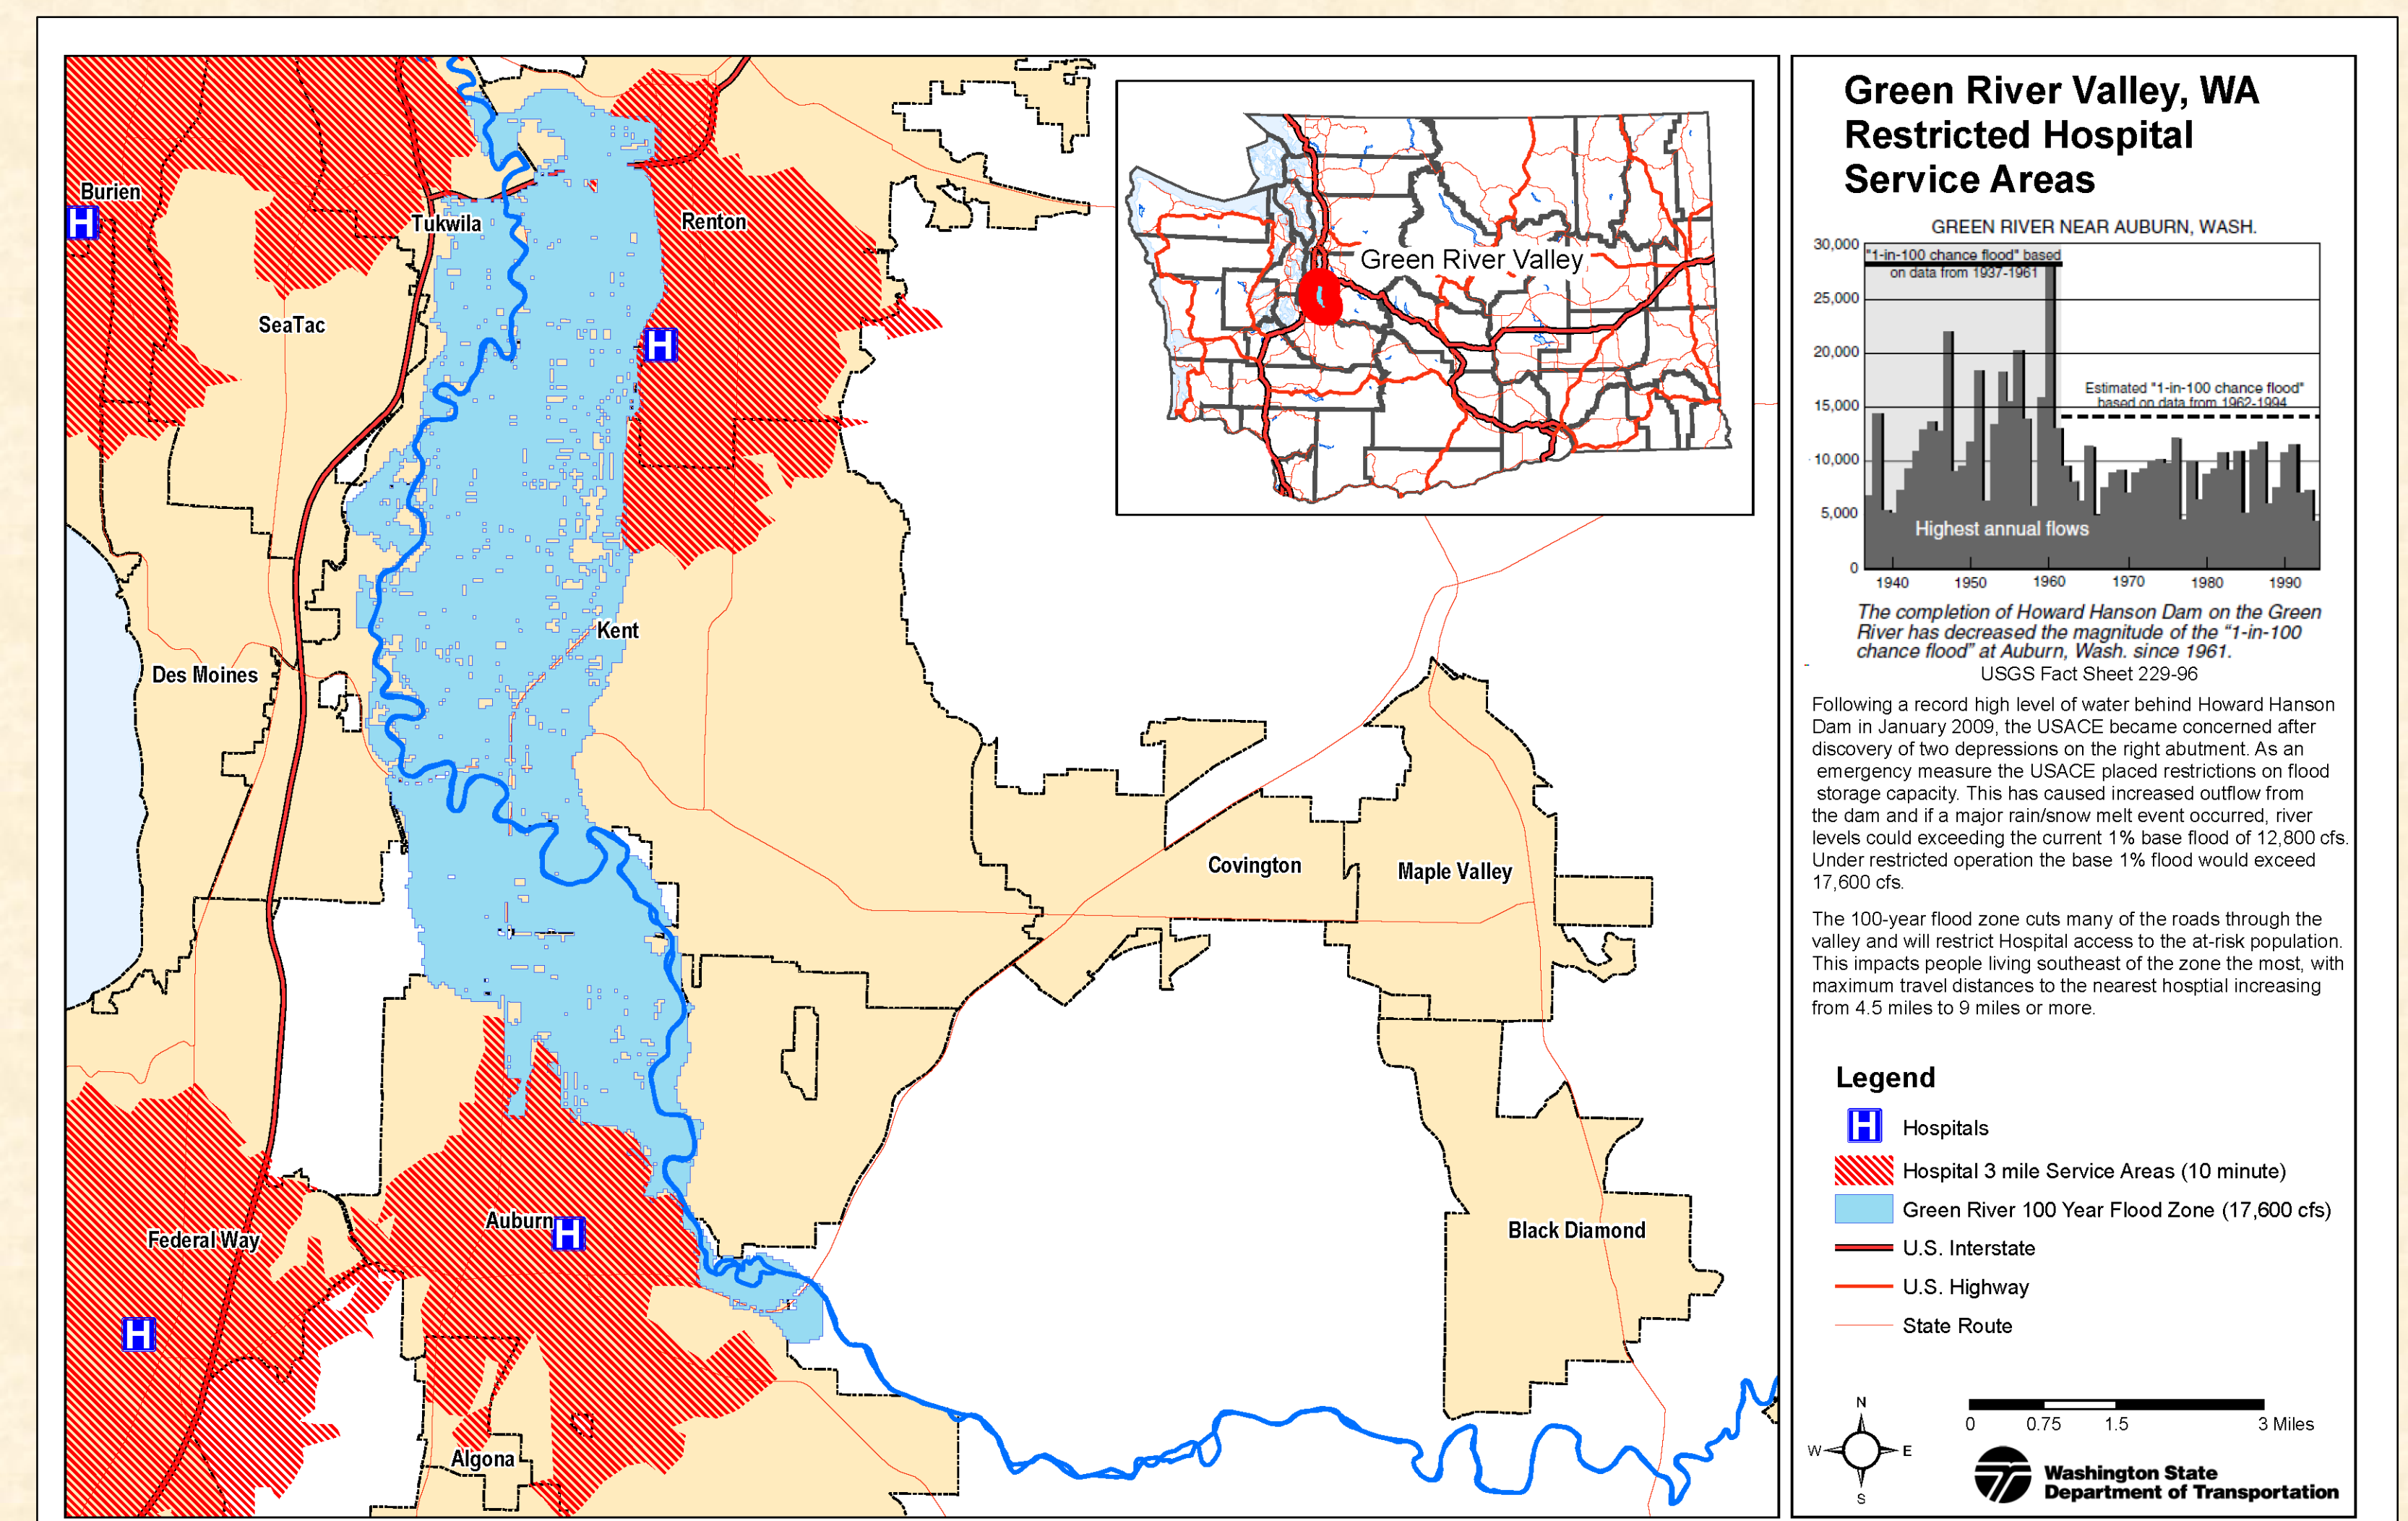 Green River Valley, WA
Restricted Hospital
Service Areas
GREEN RIVER NEAR AUBURN, WASH.
30,000
25,000
20,000
15,000
10,000
5,000
0
"1-in-100 chance flood" based
on data from 1937-1961
Estimated "1-in-100 chance flood"
based on data from 1962-1994
Highest annual flows
1940 1950 1960 1970 1980 1990
The completion of Howard Hanson Dam on the Green
River has decreased the magnitude of the "1-in-100
chance flood" at Auburn, Wash. since 1961.
USGS Fact Sheet 229-96
Following a record high level of water behind Howard Hanson
Dam in January 2009, the USACE became concerned after
discovery of two depressions on the right abutment. As an
emergency measure the USACE placed restrictions on flood
storage capacity. This has caused increased outflow from
the dam and if a major rain/snow melt event occurred, river
levels could exceeding the current 1% base flood of 12,800 cfs.
Under restricted operation the base 1% flood would exceed
17,600 cfs.
The 100-year flood zone cuts many of the roads through the
valley and will restrict Hospital access to the at-risk population.
This impacts people living southeast of the zone the most, with
maximum travel distances to the nearest hosptial increasing
from 4.5 miles to 9 miles or more.
Legend
H Hospitals
Hospital 3 mile Service Areas (10 minute)
Green River 100 Year Flood Zone (17,600 cfs)
U.S. Interstate
U.S. Highway
State Route
N
W E
S
0 0.75 1.5 3 Miles
Washington State
Department of Transportation
Green River Valley
Burien
H
Tukwila
Renton
SeaTac
H
Kent
Des Moines
Covington
Maple Valley
Auburn
H
Federal Way
Black Diamond
H
Algona